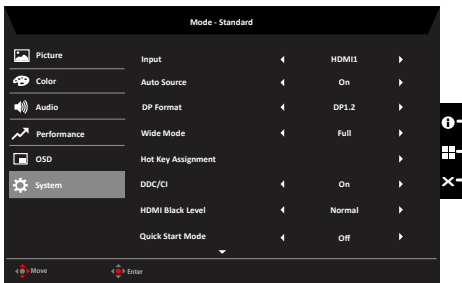 Mode - Standard
Picture
Color
Audio
Performance
OSD
System
Input HDMI1
Auto Source On
DP Format DP1.2
Wide Mode Full
Hot Key Assignment
DDC/CI On
HDMI Black Level Normal
Quick Start Mode Off
Move Enter